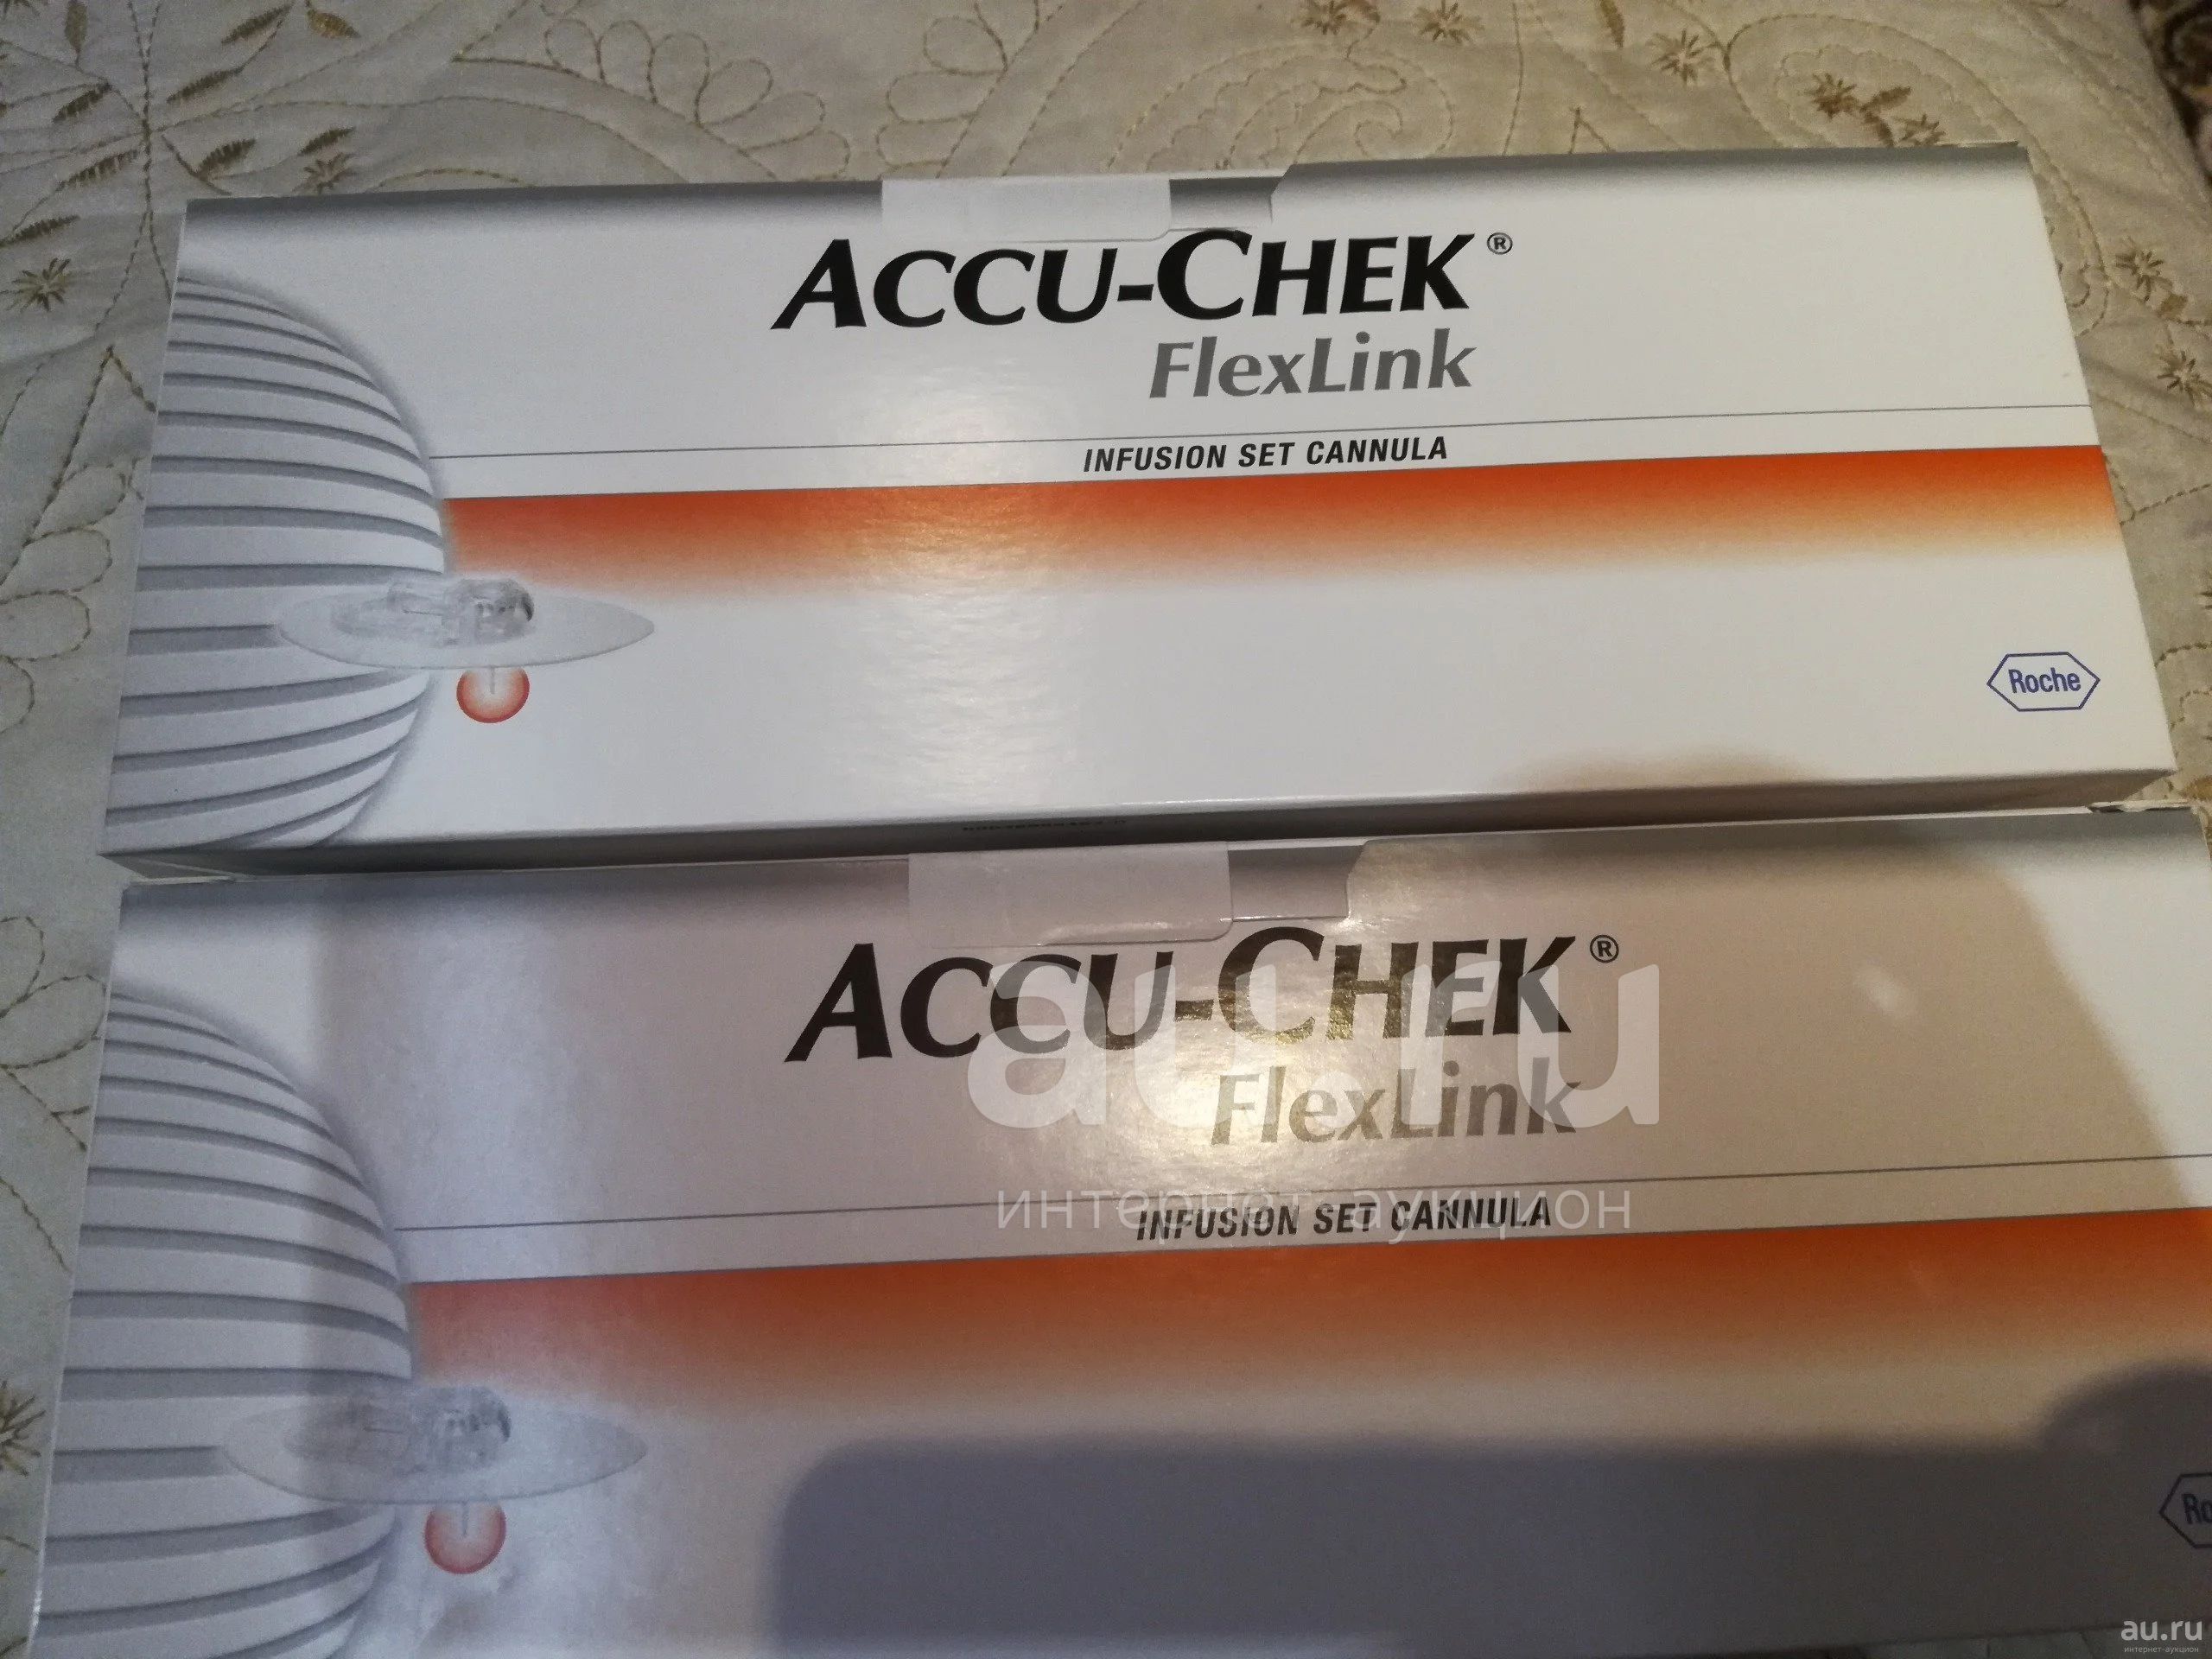 ACCU-CHEK®
FlexLink
INFUSION SET CANNULA
Roche
ACCU-CHEK®
FlexLink
INFUSION SET CANNULA
au.ru
интернет-аукцион
Ro
au.ru
интернет-аукцион